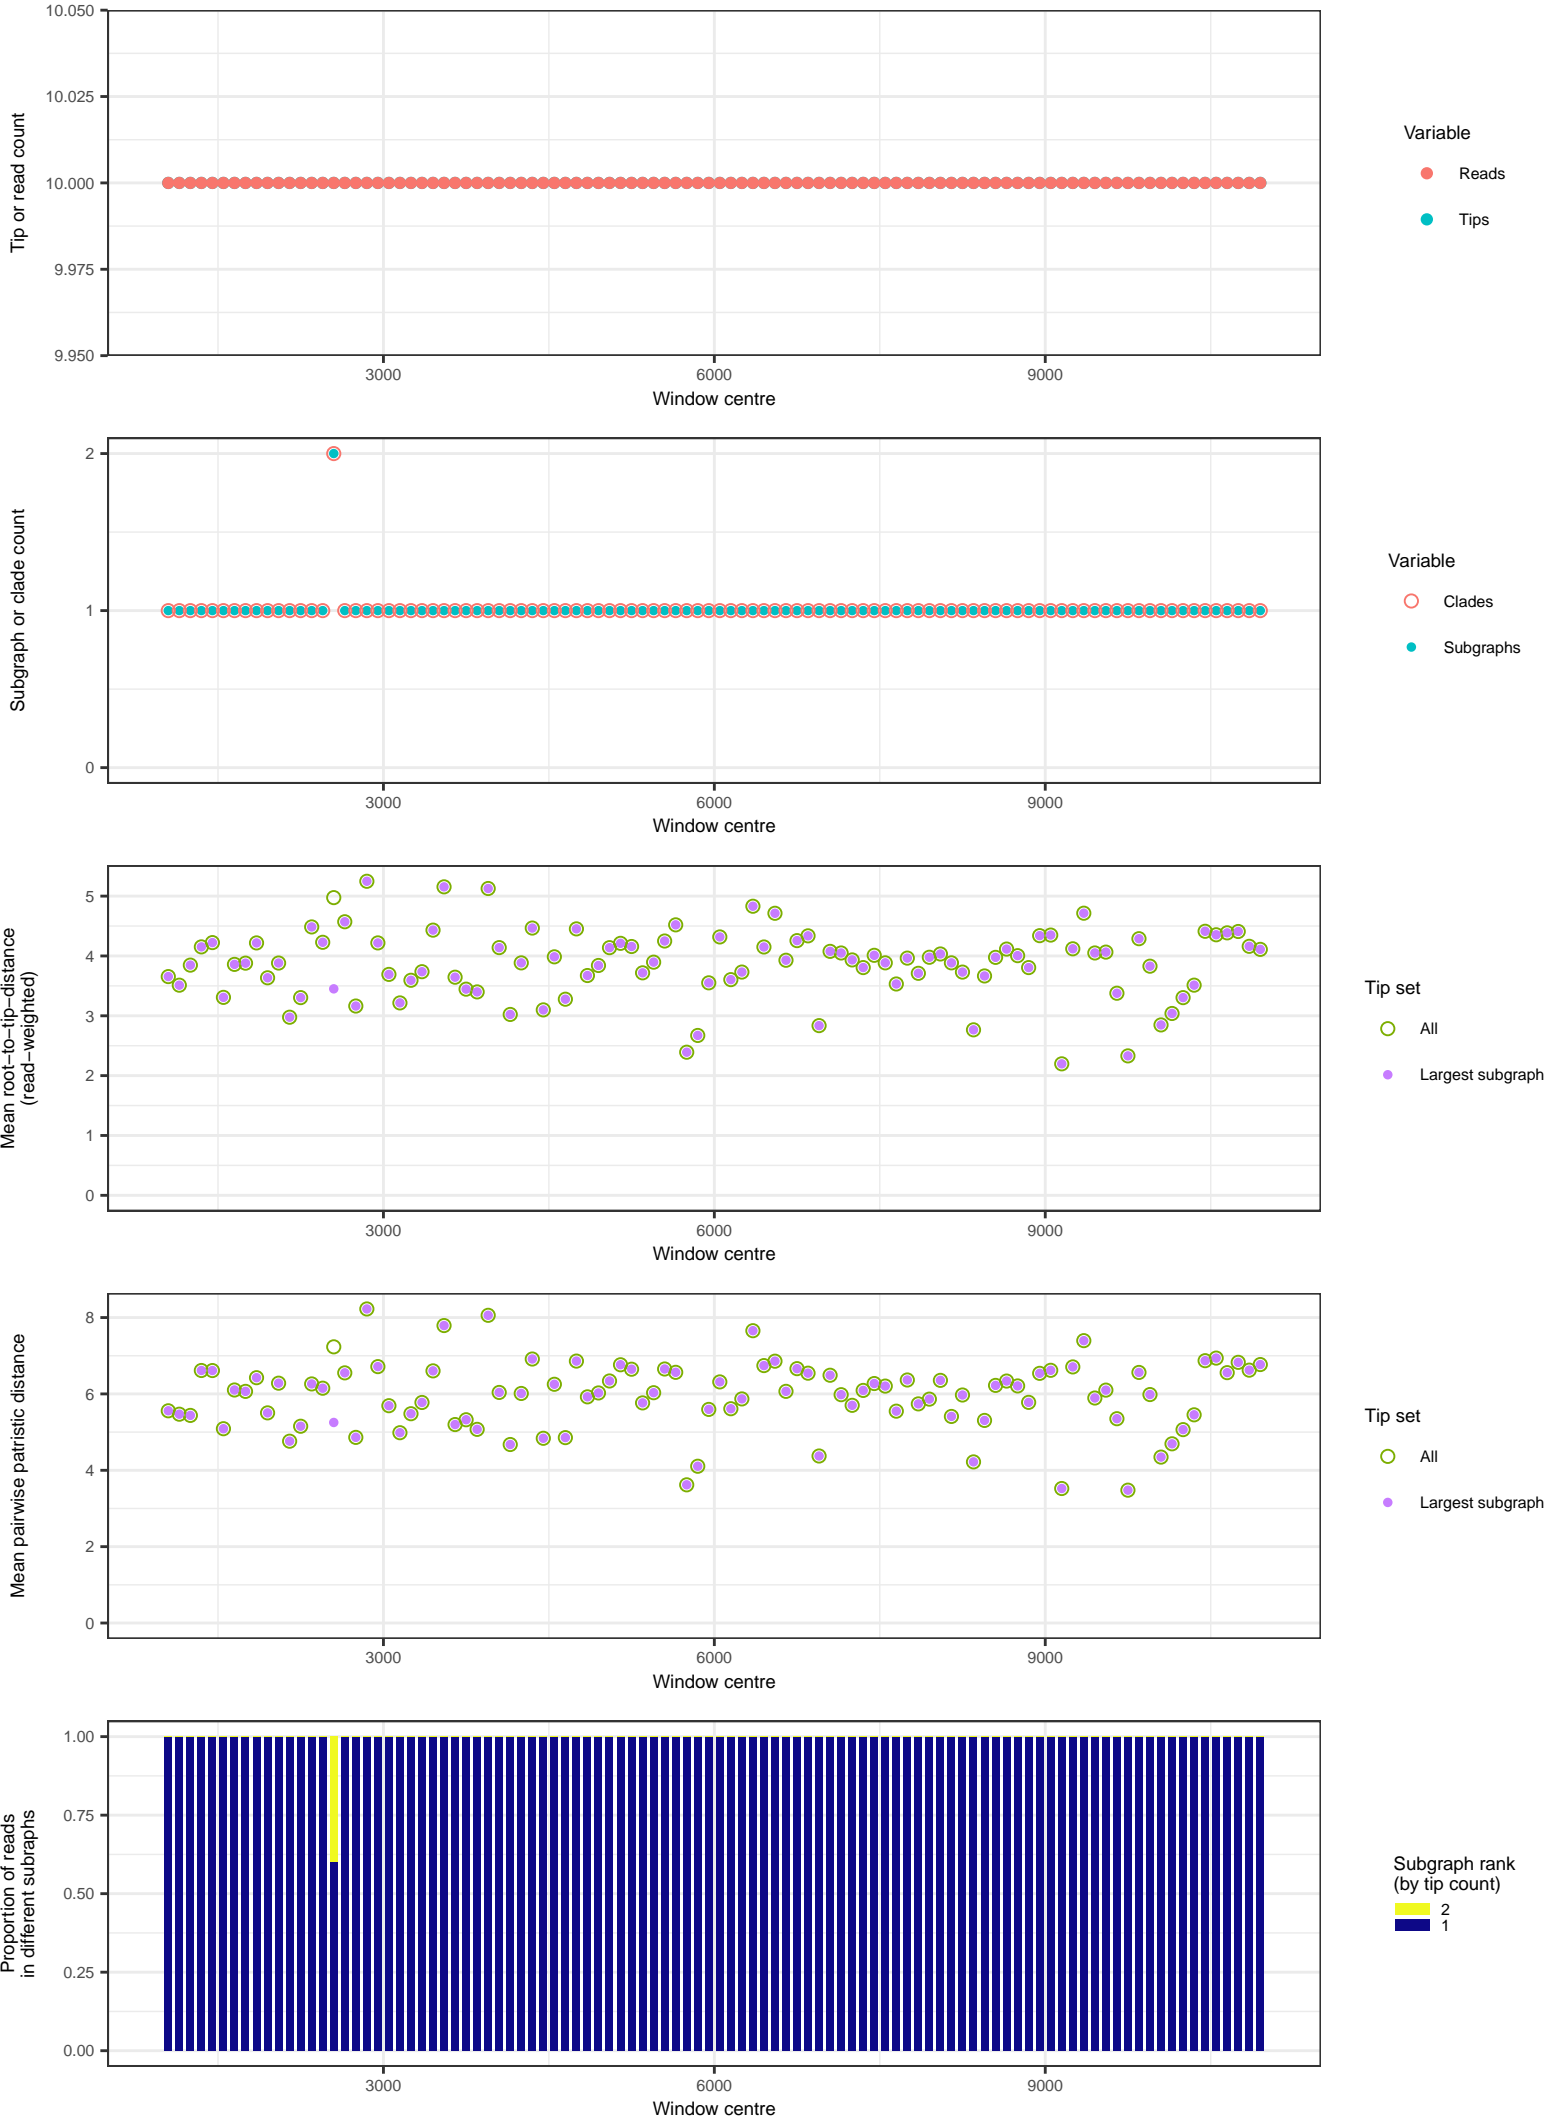 10.050
10.025
10.000
9.975
9.950
Tip or read count
3000
6000
9000
Window centre
Variable
Reads
Tips
2
1
0
Subgraph or clade count
3000
6000
9000
Window centre
Variable
Clades
Subgraphs
5
4
3
2
1
0
Mean root−to−tip−distance
(read−weighted)
3000
6000
9000
Window centre
Tip set
All
Largest subgraph
8
6
4
2
0
Mean pairwise patristic distance
3000
6000
9000
Window centre
Tip set
All
Largest subgraph
1.00
0.75
0.50
0.25
0.00
Proportion of reads
in different subraphs
3000
6000
9000
Window centre
Subgraph rank
(by tip count)
2
1